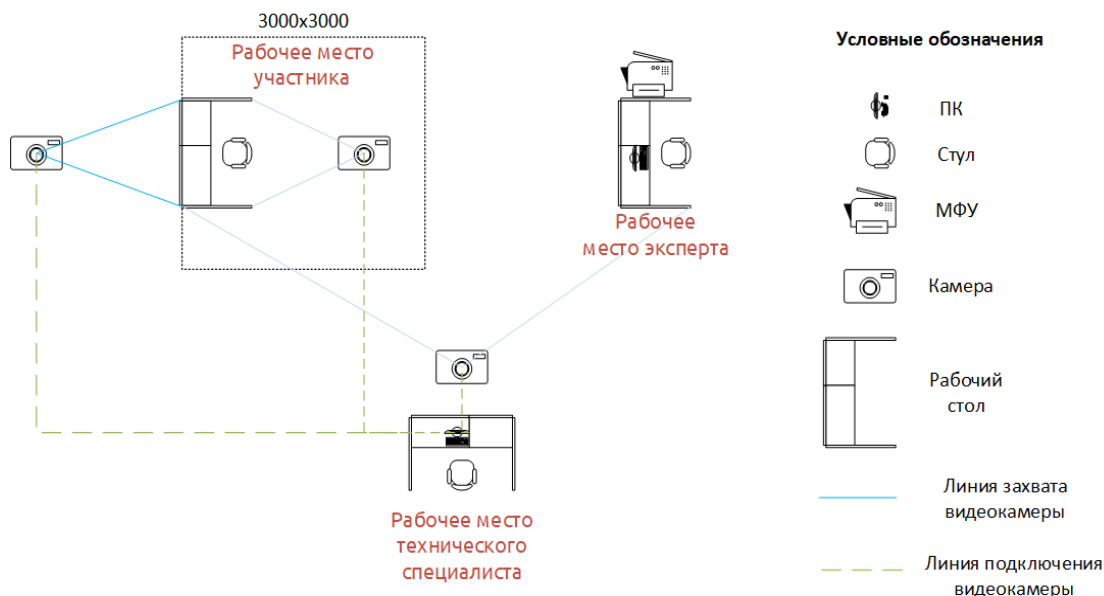 3000x3000
Рабочее место
участника
Рабочее
место эксперта
Рабочее место
технического
специалиста
Условные обозначения
ПК
Стул
МФУ
Камера
Рабочий
стол
Линия захвата
видеокамеры
Линия подключения
видеокамеры